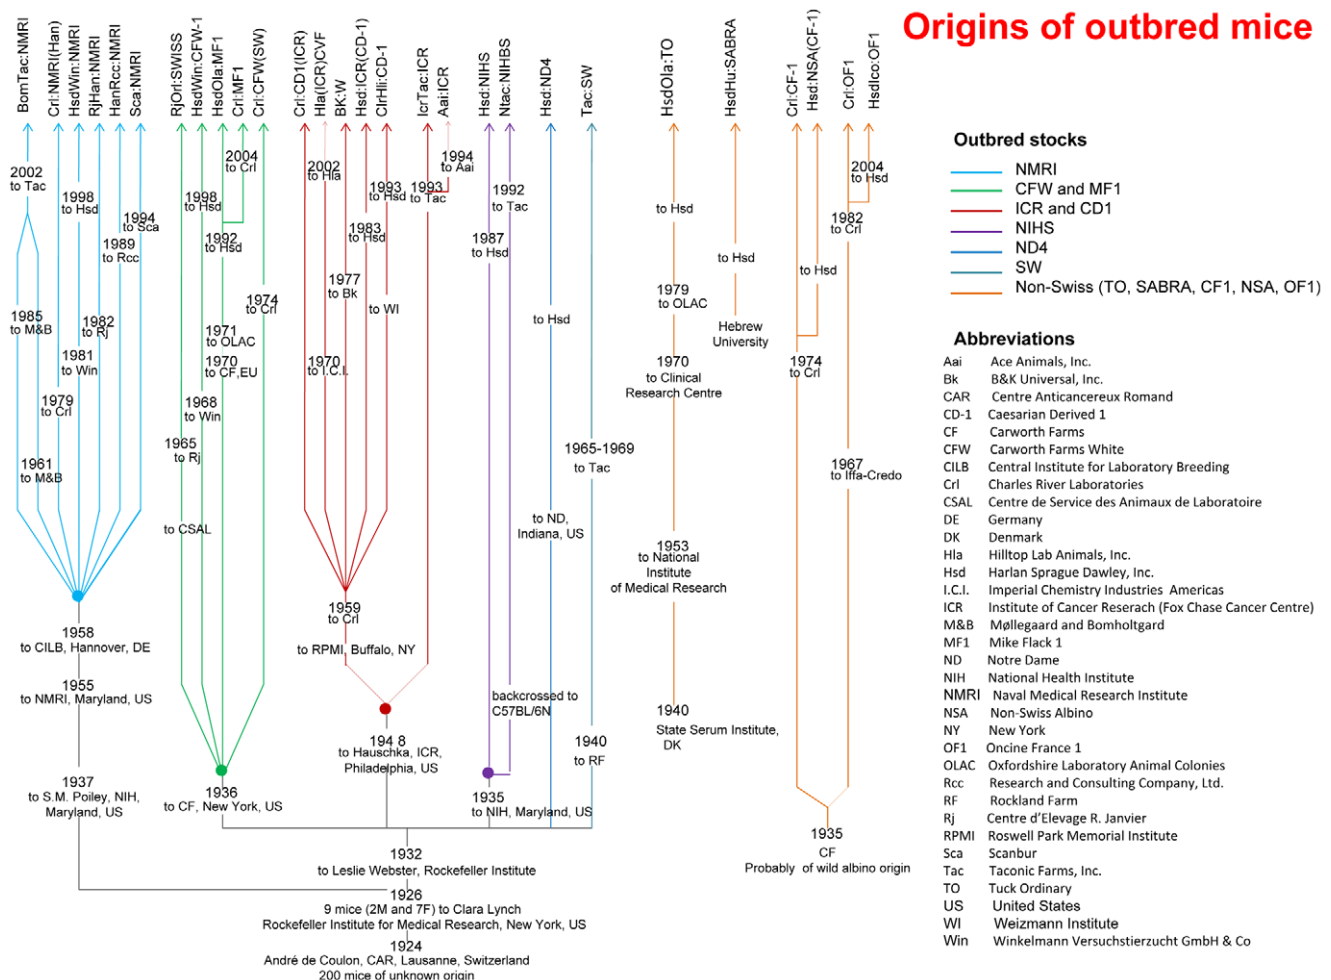 Origins of outbred mice
BomTac:NMRI
Crl:NMRI(Han)
HsdWin:NMRI
RjHan:NMRI
HanRcc:NMRI
Sca:NMRI
RjOrl:SWISS
HsdWin:CFW-1
HsdOla:MF1
Crl:MF1
Crl:CFW(SW)
Crl:CD1(ICR)
Hla(ICR)CVF
BK:W
Hsd:ICR(CD-1)
ClrHli:CD-1
IcrTac:ICR
Aai:ICR
Hsd:NIHS
Ntac:NIHBS
Hsd:ND4
Tac:SW
HsdOla:TO
HsdHu:SABRA
Crl:CF-1
Hsd:NSA(CF-1)
Crl:OF1
HsdIco:OF1
2002
to Tac
1985
to M&B
1961
to M&B
1979
to Crl
1998
to Hsd
1981
to Win
1982
to Rj
1989
to Rcc
1994
to Sca
1958
to CILB, Hannover, DE
1955
to NMRI, Maryland, US
1937
to S.M. Poiley, NIH,
Maryland, US
1965
to Rj
to CSAL
1998
to Hsd
1968
to Win
2004
to Crl
1992
to Hsd
1971
to OLAC
1970
to CF,EU
1974
to Crl
1936
to CF, New York, US
2002
to Hla
1970
to I.C.I.
1977
to Bk
1983
to Hsd
1993
to Hsd
to WI
1993
to Tac
1994
to Aai
1959
to Crl
to RPMI, Buffalo, NY
194 8
to Hauschka, ICR,
Philadelphia, US
1987
to Hsd
1992
to Tac
backcrossed to
C57BL/6N
1935
to NIH, Maryland, US
to Hsd
to ND,
Indiana, US
1965-1969
to Tac
1940
to RF
to Hsd
1979
to OLAC
1970
to Clinical
Research Centre
1953
to National
Institute
of Medical Research
1940
State Serum Institute,
DK
to Hsd
Hebrew
University
to Hsd
1974
to Crl
2004
to Hsd
1982
to Crl
1967
to Iffa-Credo
1935
CF
Probably of wild albino origin
1932
to Leslie Webster, Rockefeller Institute
1926
9 mice (2M and 7F) to Clara Lynch
Rockefeller Institute for Medical Research, New York, US
1924
André de Coulon, CAR, Lausanne, Switzerland
200 mice of unknown origin
Outbred stocks
NMRI
CFW and MF1
ICR and CD1
NIHS
ND4
SW
Non-Swiss (TO, SABRA, CF1, NSA, OF1)
Abbreviations
Aai Ace Animals, Inc.
Bk B&K Universal, Inc.
CAR Centre Anticancereux Romand
CD-1 Caesarian Derived 1
CF Carworth Farms
CFW Carworth Farms White
CILB Central Institute for Laboratory Breeding
Crl Charles River Laboratories
CSAL Centre de Service des Animaux de Laboratoire
DE Germany
DK Denmark
Hla Hilltop Lab Animals, Inc.
Hsd Harlan Sprague Dawley, Inc.
I.C.I. Imperial Chemistry Industries Americas
ICR Institute of Cancer Reserach (Fox Chase Cancer Centre)
M&B Møllegaard and Bomholtgard
MF1 Mike Flack 1
ND Notre Dame
NIH National Health Institute
NMRI Naval Medical Research Institute
NSA Non-Swiss Albino
NY New York
OF1 Oncine France 1
OLAC Oxfordshire Laboratory Animal Colonies
Rcc Research and Consulting Company, Ltd.
RF Rockland Farm
Rj Centre d'Elevage R. Janvier
RPMI Roswell Park Memorial Institute
Sca Scanbur
Tac Taconic Farms, Inc.
TO Tuck Ordinary
US United States
WI Weizmann Institute
Win Winkelmann Versuchstierzucht GmbH & Co